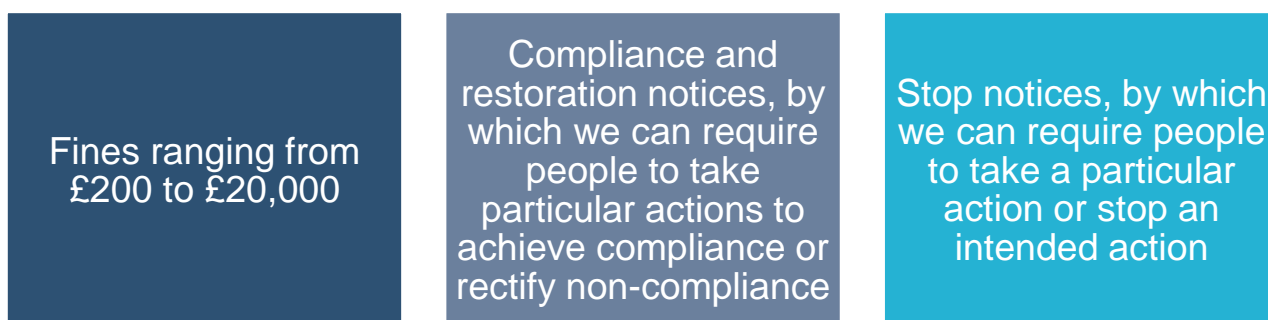 Fines ranging from
£200 to £20,000
Compliance and
restoration notices, by
which we can require
people to take
particular actions to
achieve compliance or
rectify non-compliance
Stop notices, by which
we can require people
to take a particular
action or stop an
intended action